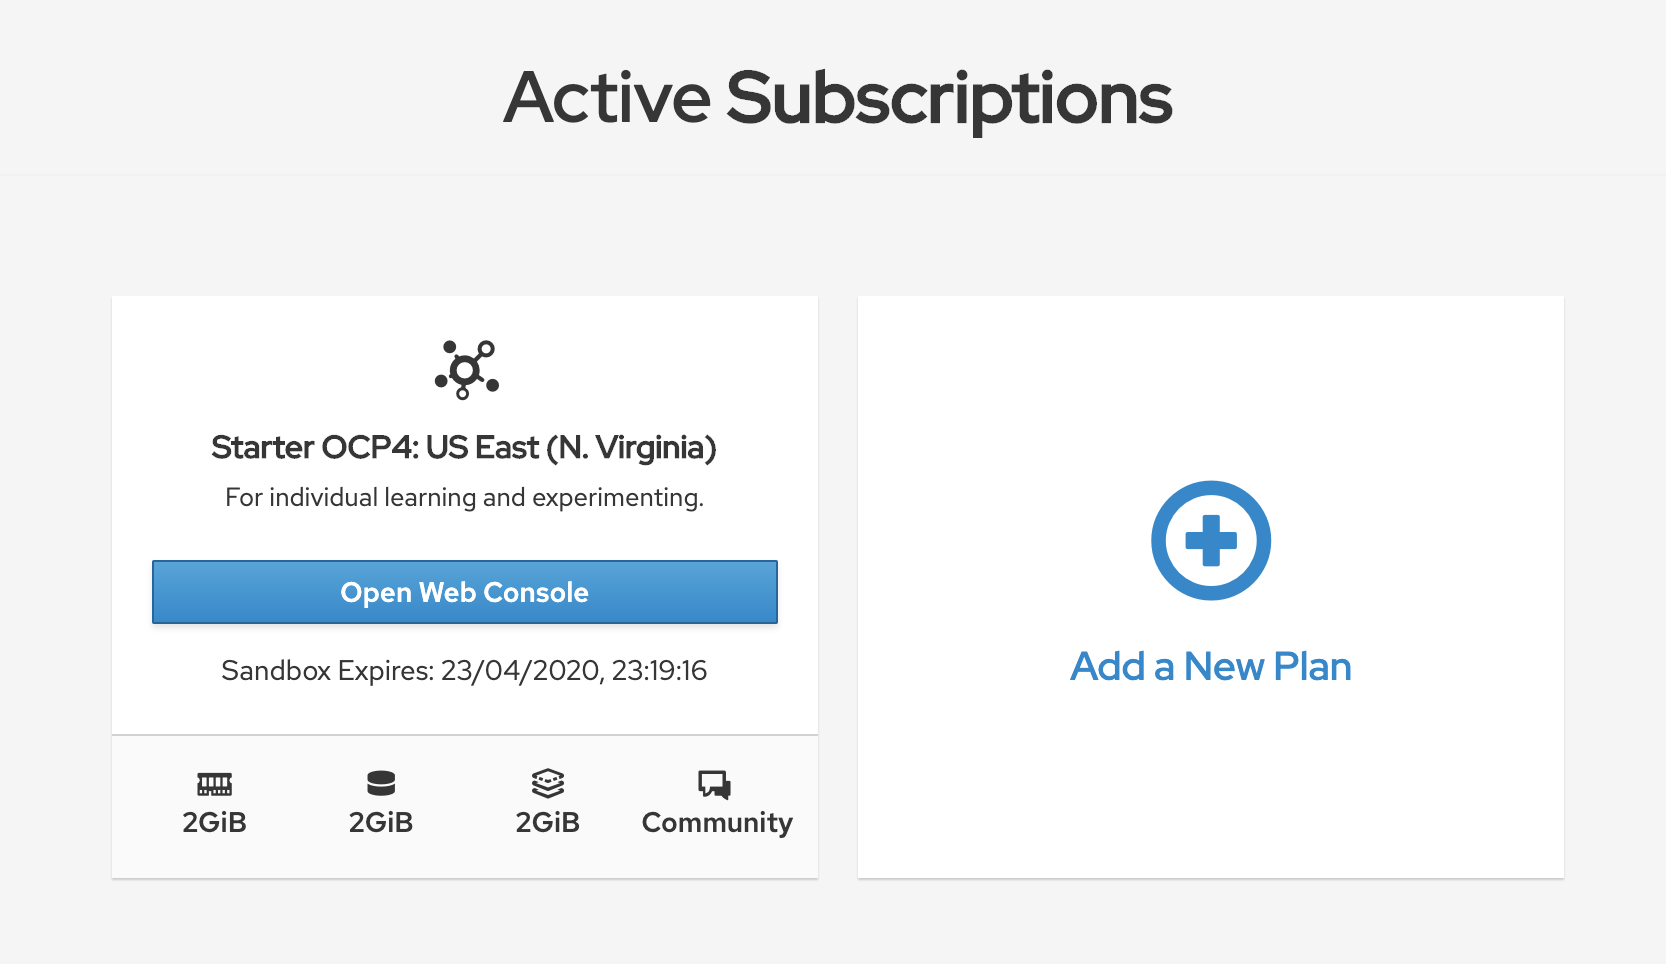 Active Subscriptions
Starter OCP4: US East (N. Virginia)
For individual learning and experimenting.
Open Web Console
Sandbox Expires: 23/04/2020, 23:19:16
2GiB 2GiB 2GiB Community
Add a New Plan